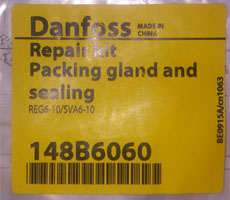 Danfoss MADE IN CHINA
Repair kit
Packing gland and
sealing
REG6-10/SVA6-10
148B6060
BE0915A/cn1063